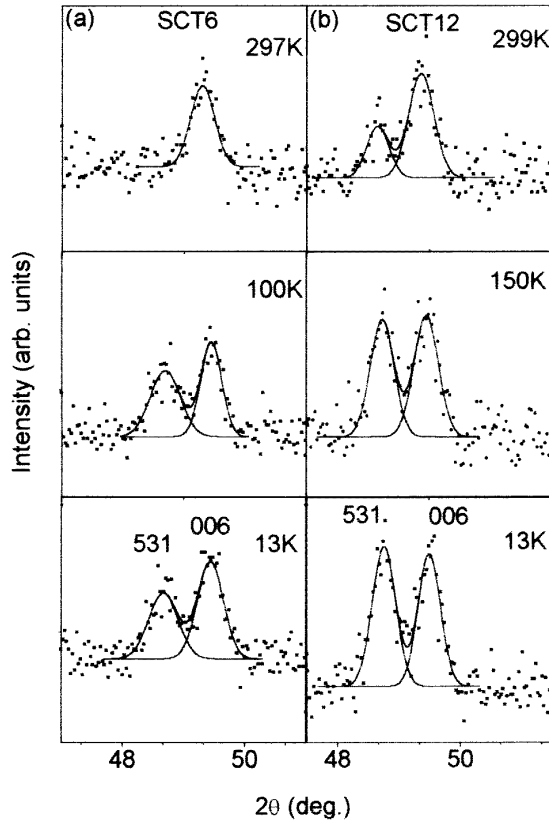 (a) SCT6
297K
(b) SCT12
299K
100K
150K
531 006 13K
531 006 13K
Intensity (arb. units)
48 50
48 50
2θ (deg.)